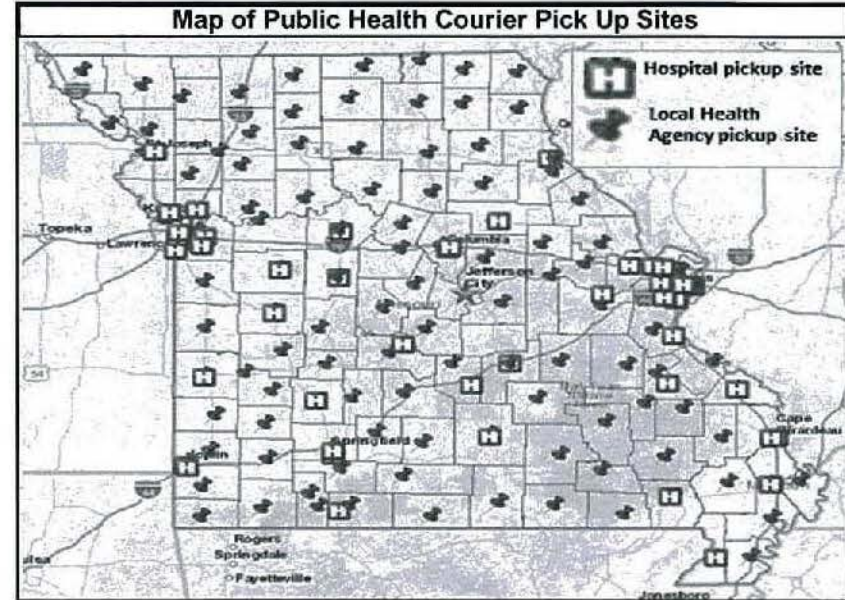 Map of Public Health Courier Pick Up Sites
H Hospital pickup site
Local Health
Agency pickup site
Topeka
Jefferson
City
Springfield
Cape
Girardeau
Rogers
Springdale
Fayetteville
Jonesboro